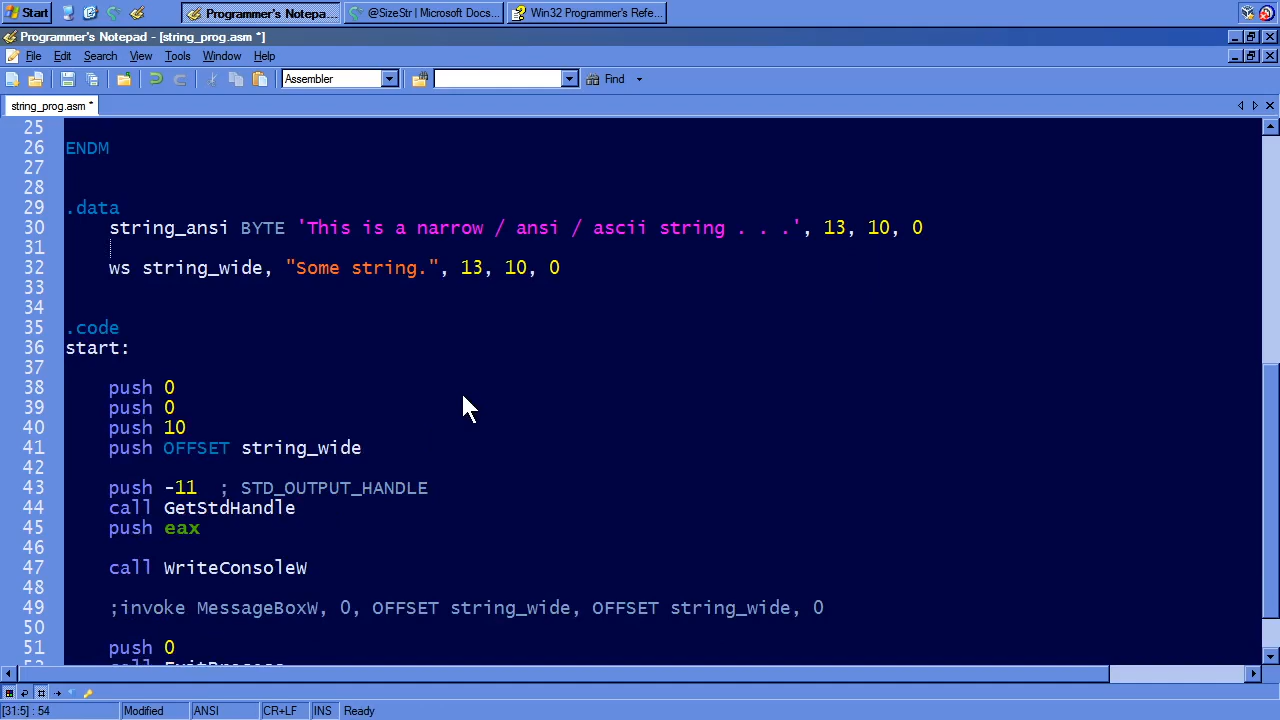 Start Programmer's Notepa... @SizeStr | Microsoft Docs... Win32 Programmer's Refe...
Programmer's Notepad - [string_prog.asm *]
File Edit Search View Tools Window Help
Assembler Find
string_prog.asm *
25
26 ENDM
27
28
29 .data
30 string_ansi BYTE 'This is a narrow / ansi / ascii string . . .', 13, 10, 0
31
32 ws string_wide, "Some string.", 13, 10, 0
33
34
35 .code
36 start:
37
38 push 0
39 push 0
40 push 10
41 push OFFSET string_wide
42
43 push -11 ; STD_OUTPUT_HANDLE
44 call GetStdHandle
45 push eax
46
47 call WriteConsoleW
48
49 ;invoke MessageBoxW, 0, OFFSET string_wide, OFFSET string_wide, 0
50
51 push 0
[31:5] : 54 Modified ANSI CR+LF INS Ready